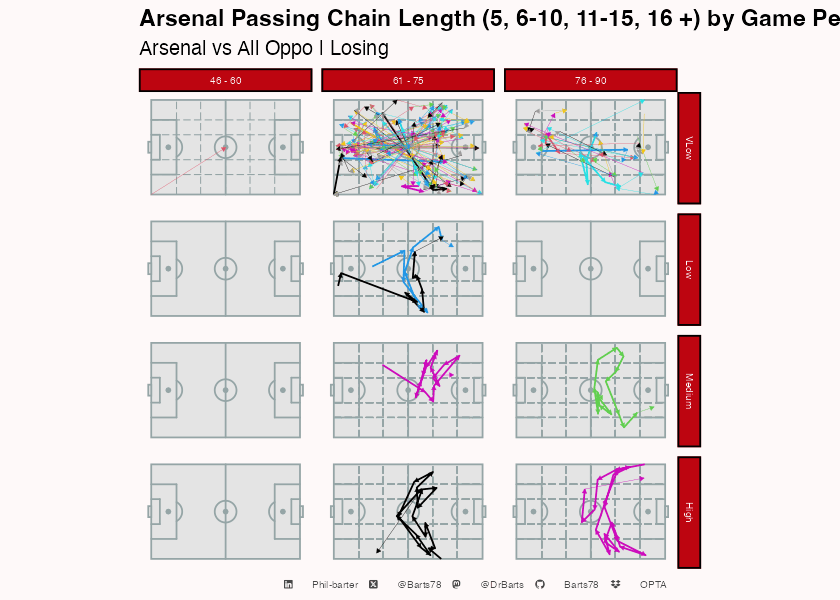 Arsenal Passing Chain Length (5, 6-10, 11-15, 16 +) by Game Pe
Arsenal vs All Oppo I Losing
46 - 60 61 - 75 76 - 90
VLow
Low
Medium
High
Phil-barter @Barts78 @DrBarts Barts78 OPTA